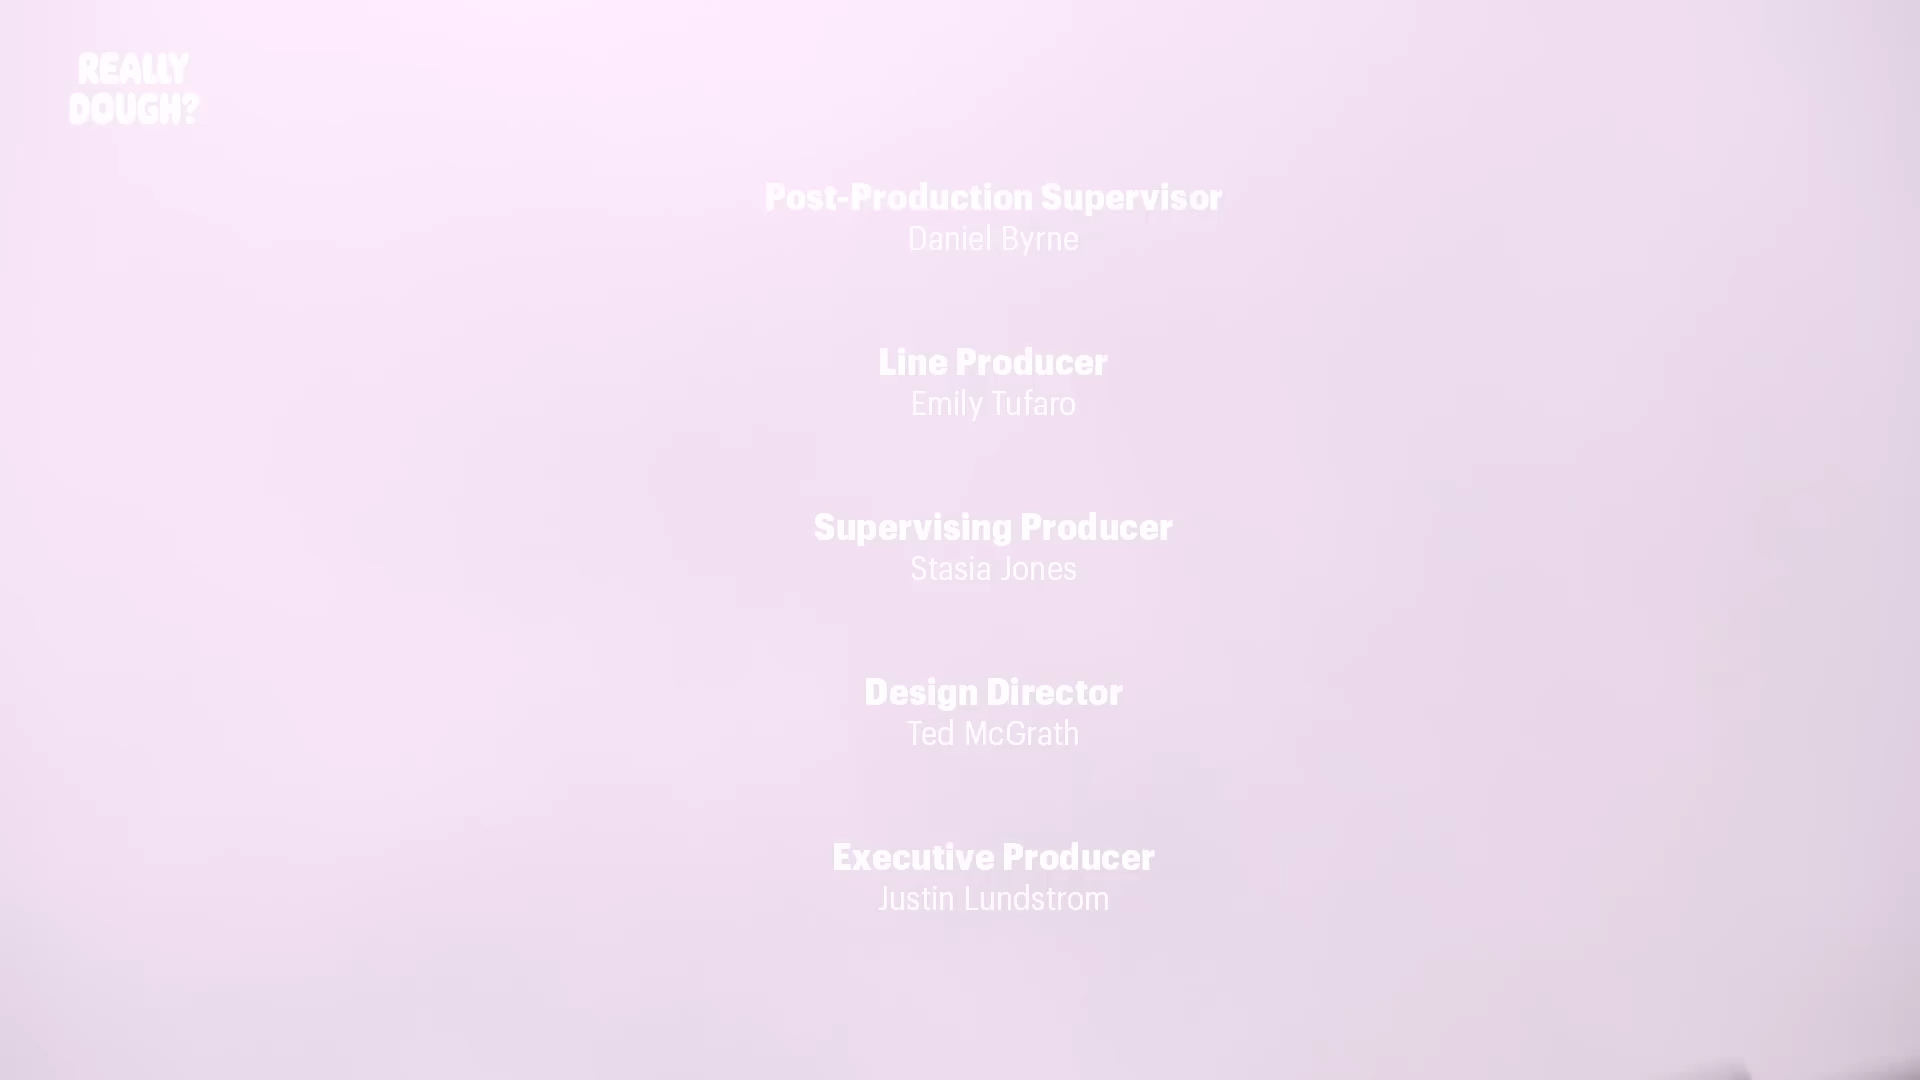 REALLY
DOUGH?
Post-Production Supervisor
Daniel Byrne
Line Producer
Emily Tufaro
Supervising Producer
Stasia Jones
Design Director
Ted McGrath
Executive Producer
Justin Lundstrom